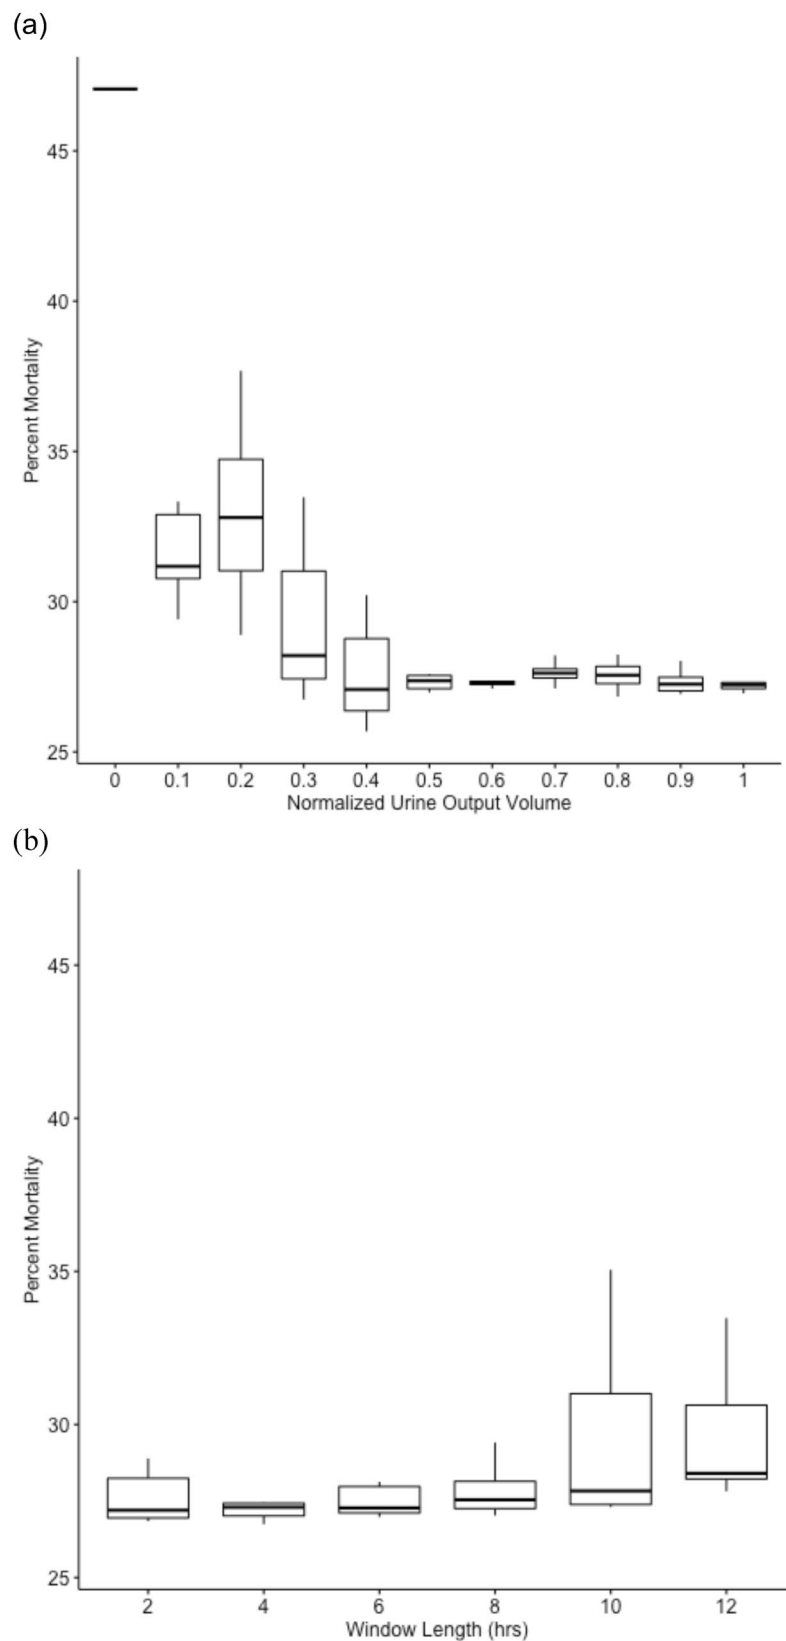 (a)
45
40
35
30
25
Percent Mortality
0 0.1 0.2 0.3 0.4 0.5 0.6 0.7 0.8 0.9 1
Normalized Urine Output Volume
(b)
45
40
35
30
25
Percent Mortality
2 4 6 8 10 12
Window Length (hrs)